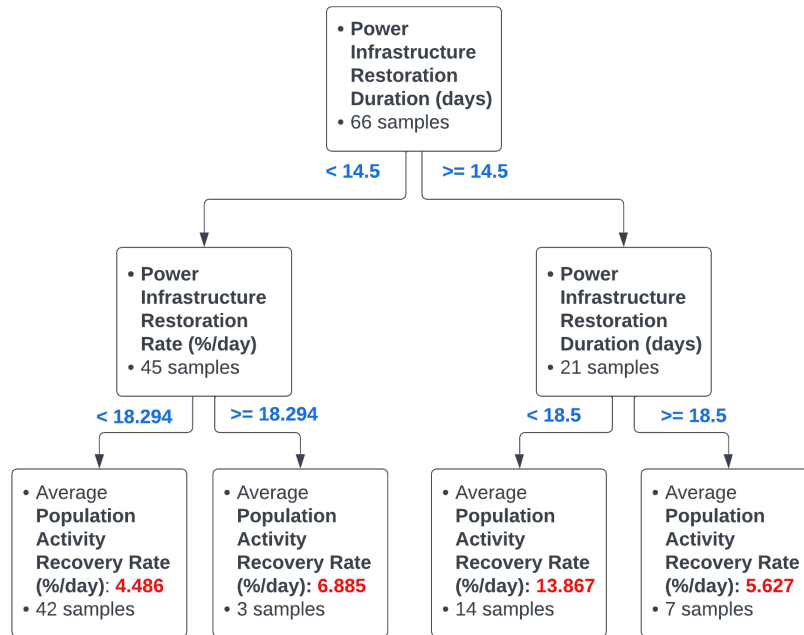 • Power
Infrastructure
Restoration
Duration (days)
• 66 samples
< 14.5
>= 14.5
• Power
Infrastructure
Restoration
Rate (%/day)
• 45 samples
• Power
Infrastructure
Restoration
Duration (days)
• 21 samples
< 18.294
>= 18.294
< 18.5
>= 18.5
• Average
Population
Activity
Recovery Rate
(%/day): 4.486
• 42 samples
• Average
Population
Activity
Recovery Rate
(%/day): 6.885
• 3 samples
• Average
Population
Activity
Recovery Rate
(%/day): 13.867
• 14 samples
• Average
Population
Activity
Recovery Rate
(%/day): 5.627
• 7 samples